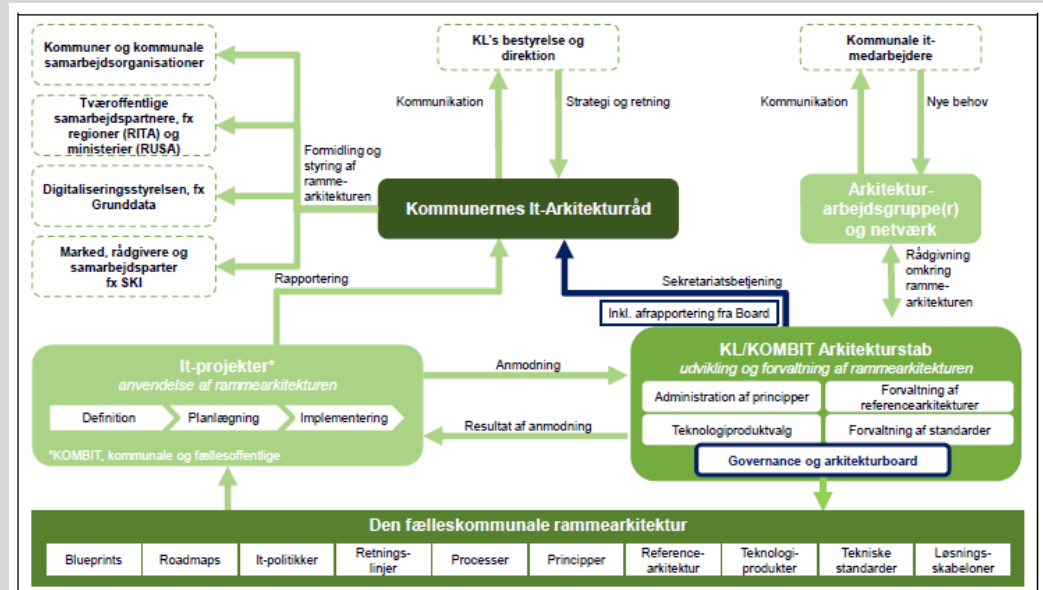 Kommuner og kommunale
samarbejdsorganisationer
Tværoffentlige
samarbejdspartnere, fx
regioner (RITA) og
ministerier (RUSA)
Digitaliseringsstyrelsen, fx
Grunddata
Marked, rådgivere og
samarbejdsparter
fx SKI
Formidling og
styring af
ramme-
arkitekturen
KL's bestyrelse og
direktion
Kommunikation
Strategi og retning
Kommunernes It-Arkitekturråd
Kommunale it-
medarbejdere
Kommunikation
Nye behov
Arkitektur-
arbejdsgruppe(r)
og netværk
Rådgivning
omkring
ramme-
arkitekturen
Rapportering
Sekretariatsbetjening
Inkl. afrapportering fra Board
It-projekter*
anvendelse af rammearkitekturen
Definition
Planlægning
Implementering
*KOMBIT, kommunale og fællesoffentlige
Anmodning
Resultat af anmodning
KL/KOMBIT Arkitekturstab
udvikling og forvaltning af rammearkitekturen
Administration af principper
Forvaltning af
referencearkitekturer
Teknologiproduktvalg
Forvaltning af standarder
Governance og arkitekturboard
Den fælleskommunale rammearkitektur
Blueprints
Roadmaps
It-politikker
Retnings-
linjer
Processer
Principper
Reference-
arkitektur
Teknologi-
produkter
Tekniske
standarder
Løsnings-
skabeloner